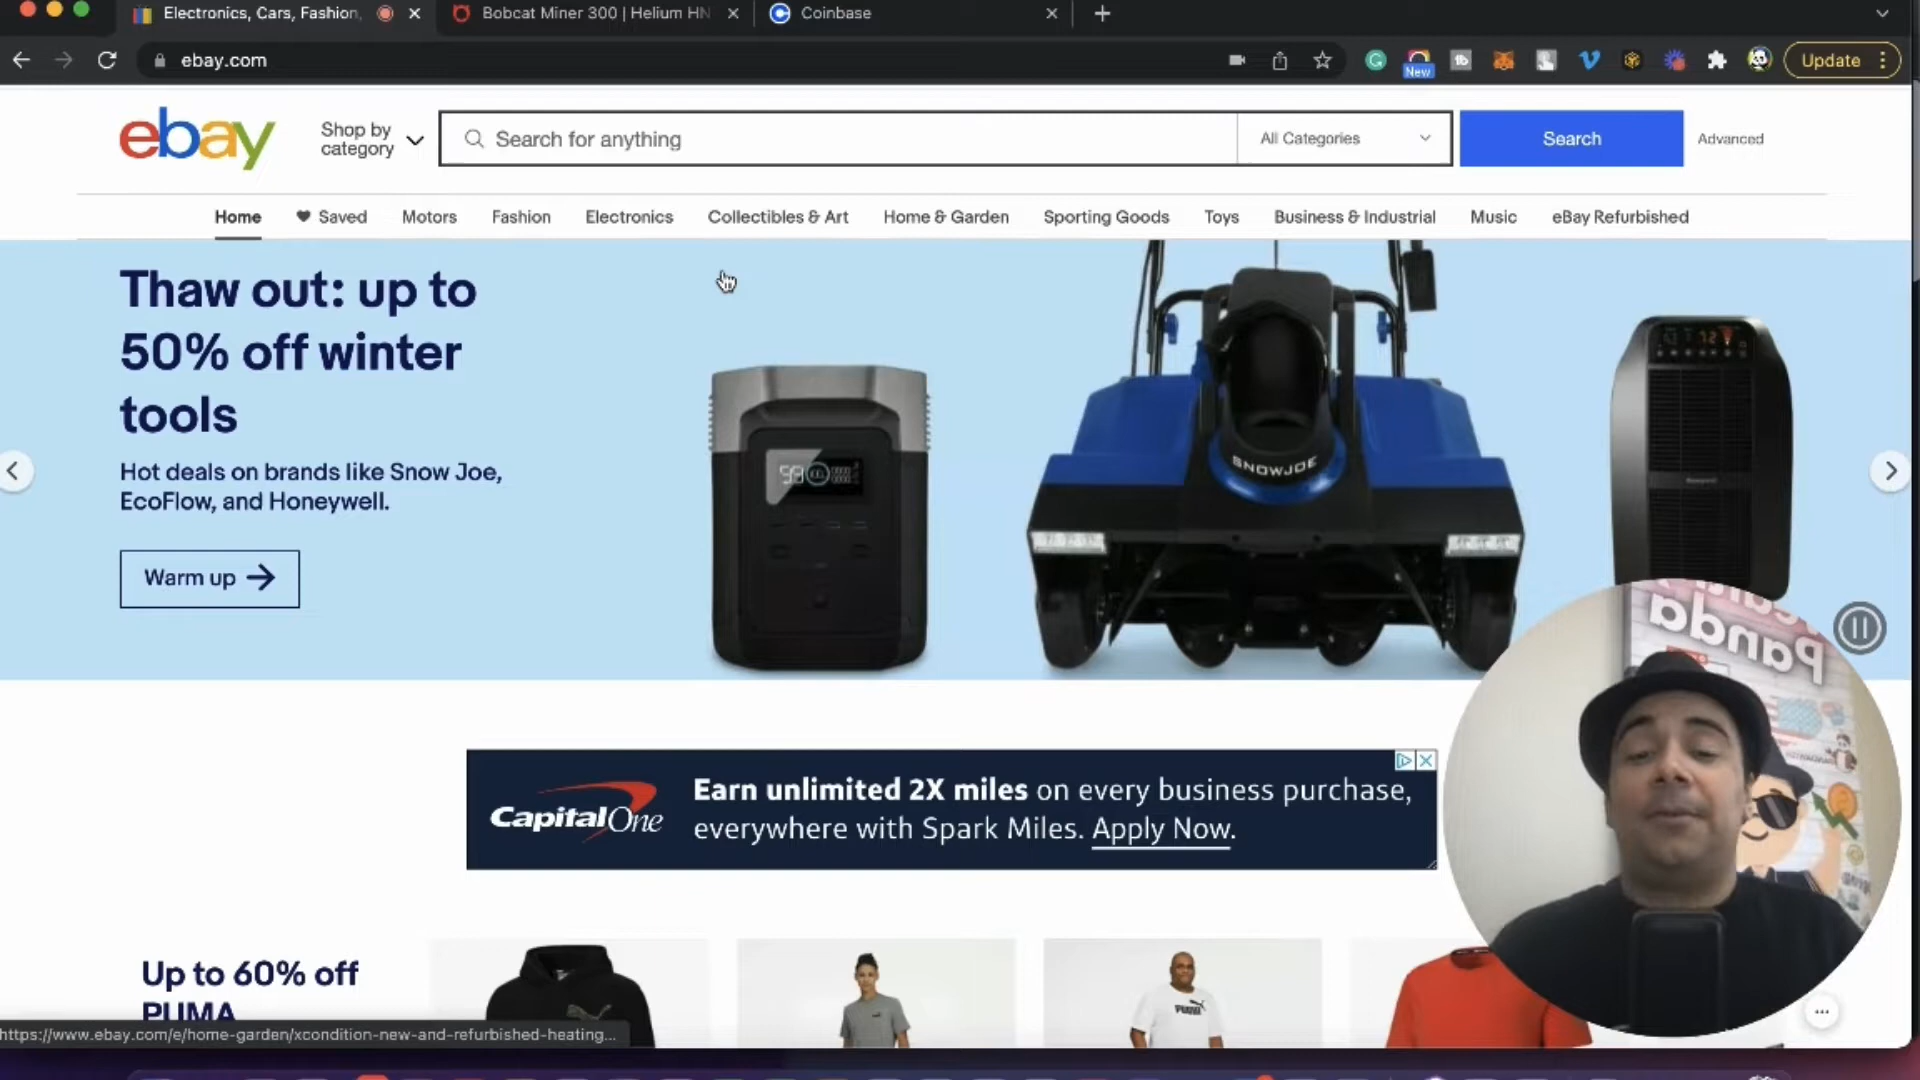 Electronics, Cars, Fashion,
Bobcat Miner 300 | Helium HN
Coinbase
ebay.com
New
Update
ebay
Shop by category
Search for anything
All Categories
Search
Advanced
Home
Saved
Motors
Fashion
Electronics
Collectibles & Art
Home & Garden
Sporting Goods
Toys
Business & Industrial
Music
eBay Refurbished
Thaw out: up to
50% off winter
tools
Hot deals on brands like Snow Joe,
EcoFlow, and Honeywell.
Warm up
SNOWJOE
Panda
Capital One
Earn unlimited 2X miles on every business purchase,
everywhere with Spark Miles. Apply Now.
Up to 60% off
PUMA
https://www.ebay.com/e/home-garden/xcondition-new-and-refurbished-heating...